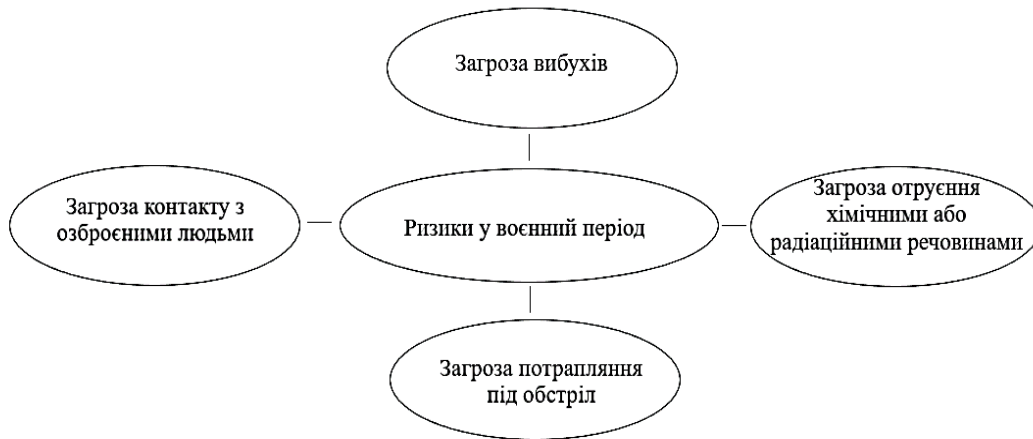 Загроза вибухів
Загроза контакту з
озброєними людьми
Ризики у воєнний період
Загроза отруєння
хімічними або
радіаційними речовинами
Загроза потрапляння
під обстріл